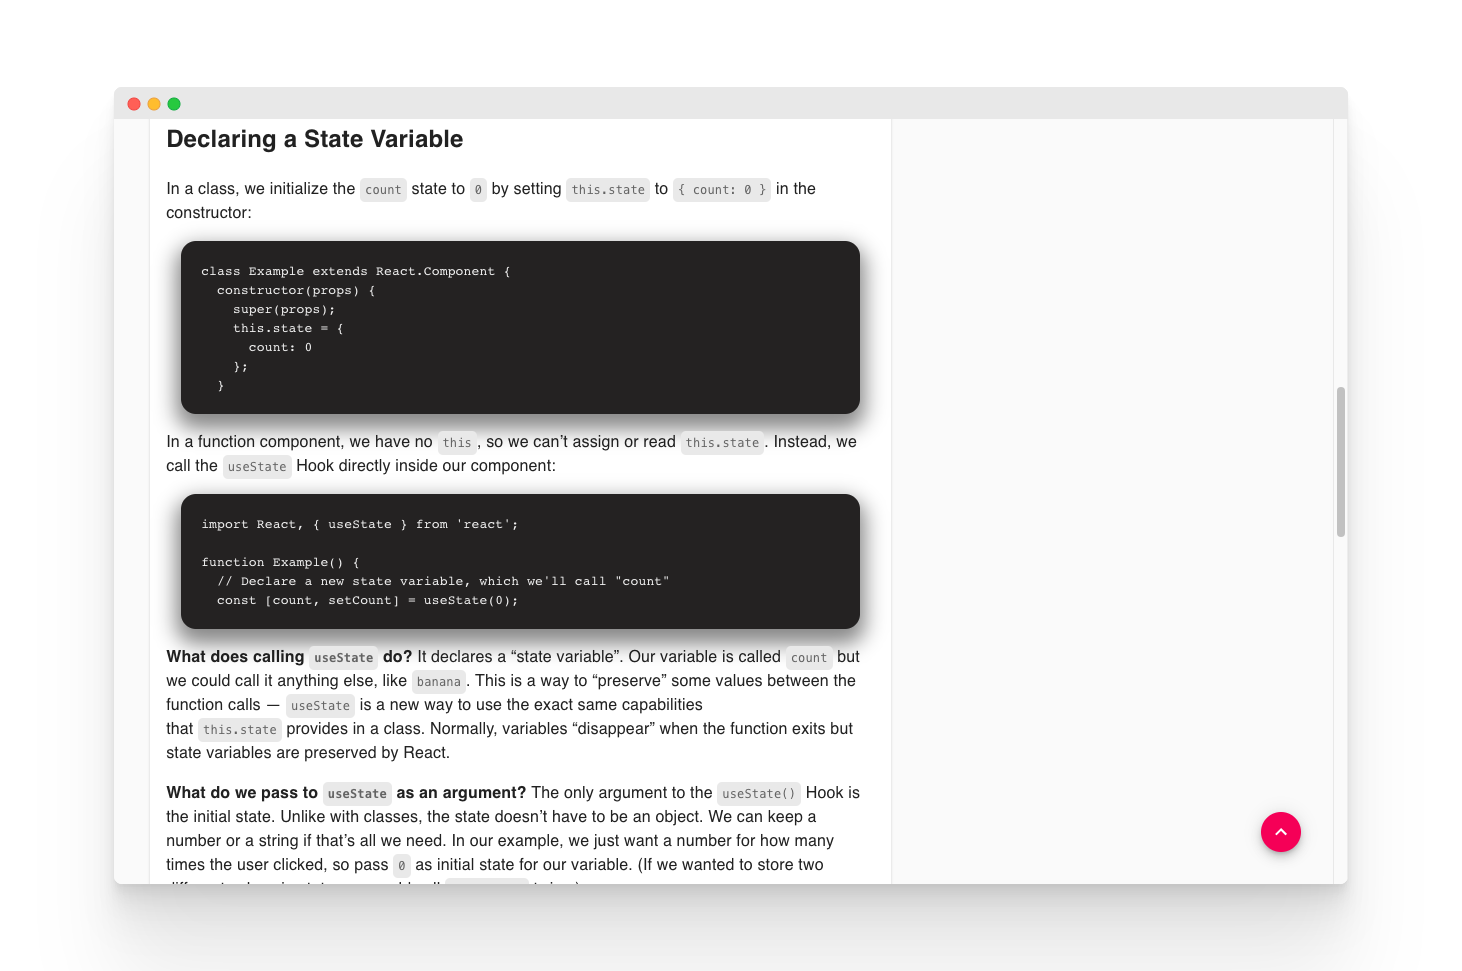 Declaring a State Variable
In a class, we initialize the count state to 0 by setting this.state to { count: 0 } in the
constructor:
class Example extends React.Component {
  constructor(props) {
    super(props);
    this.state = {
      count: 0
    };
  }
In a function component, we have no this, so we can’t assign or read this.state. Instead, we
call the useState Hook directly inside our component:
import React, { useState } from 'react';
function Example() {
  // Declare a new state variable, which we'll call "count"
  const [count, setCount] = useState(0);
What does calling useState do? It declares a “state variable”. Our variable is called count but
we could call it anything else, like banana. This is a way to “preserve” some values between the
function calls — useState is a new way to use the exact same capabilities
that this.state provides in a class. Normally, variables “disappear” when the function exits but
state variables are preserved by React.
What do we pass to useState as an argument? The only argument to the useState() Hook is
the initial state. Unlike with classes, the state doesn’t have to be an object. We can keep a
number or a string if that’s all we need. In our example, we just want a number for how many
times the user clicked, so pass 0 as initial state for our variable. (If we wanted to store two